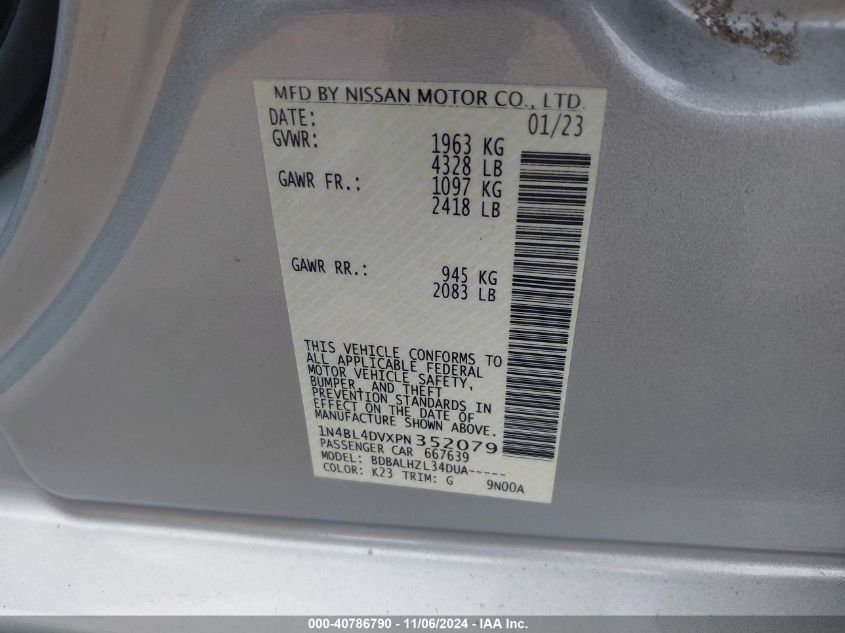 MFD BY NISSAN MOTOR CO., LTD.
DATE: 01/23
GVWR: 1963 KG
4328 LB
GAWR FR.: 1097 KG
2418 LB
GAWR RR.: 945 KG
2083 LB
THIS VEHICLE CONFORMS TO
ALL APPLICABLE FEDERAL
MOTOR VEHICLE SAFETY,
BUMPER, AND THEFT
PREVENTION STANDARDS IN
EFFECT ON THE DATE OF
MANUFACTURE SHOWN ABOVE.
1N4BL4DVXPN352079
PASSENGER CAR 667639
MODEL: BDBALHZL34DUA-----
COLOR: K23 TRIM: G 9N00A
000-40786790 - 11/06/2024 - IAA Inc.